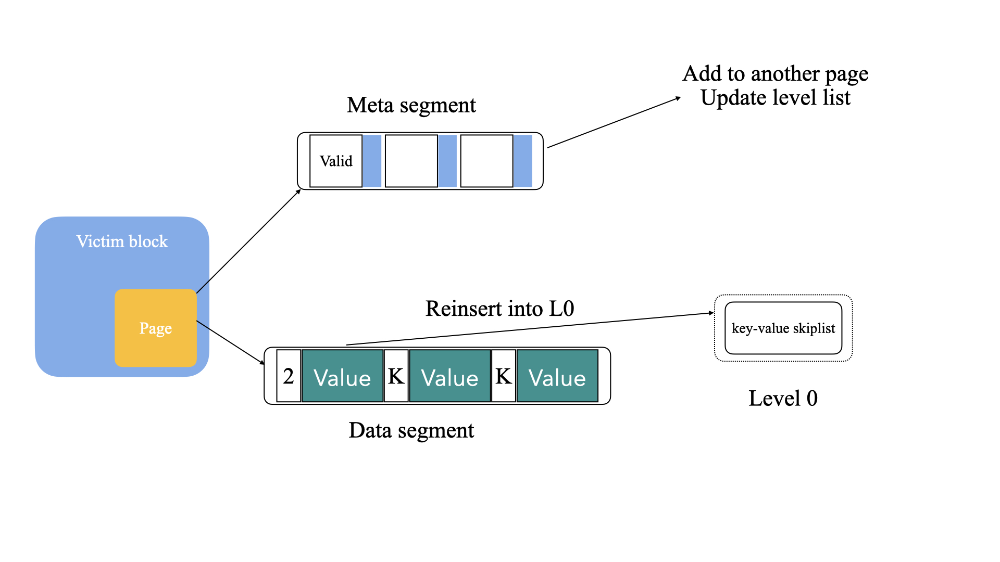 Add to another page
Update level list
Meta segment
Valid
Victim block
Page
Reinsert into L0
key-value skiplist
2 Value K Value K Value
Level 0
Data segment